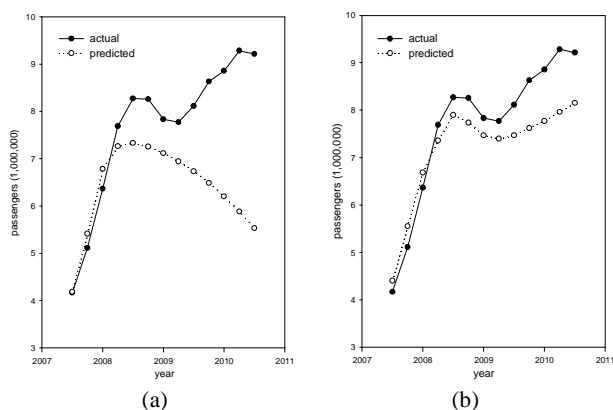 10
9
8
7
6
5
4
3
passengers (1,000,000)
actual
predicted
2007
2008
2009
2010
2011
year
(a)
10
9
8
7
6
5
4
3
passengers (1,000,000)
actual
predicted
2007
2008
2009
2010
2011
year
(b)